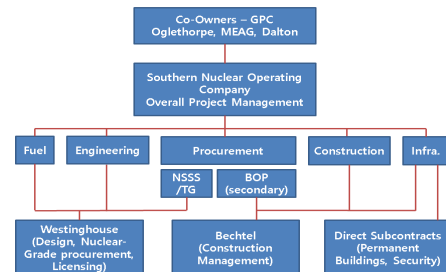 Co-Owners – GPC
Oglethorpe, MEAG, Dalton
Southern Nuclear Operating
Company
Overall Project Management
Fuel
Engineering
Procurement
Construction
Infra.
NSSS
/TG
BOP
(secondary)
Westinghouse
(Design, Nuclear-
Grade procurement,
Licensing)
Bechtel
(Construction
Management)
Direct Subcontracts
(Permanent
Buildings, Security)